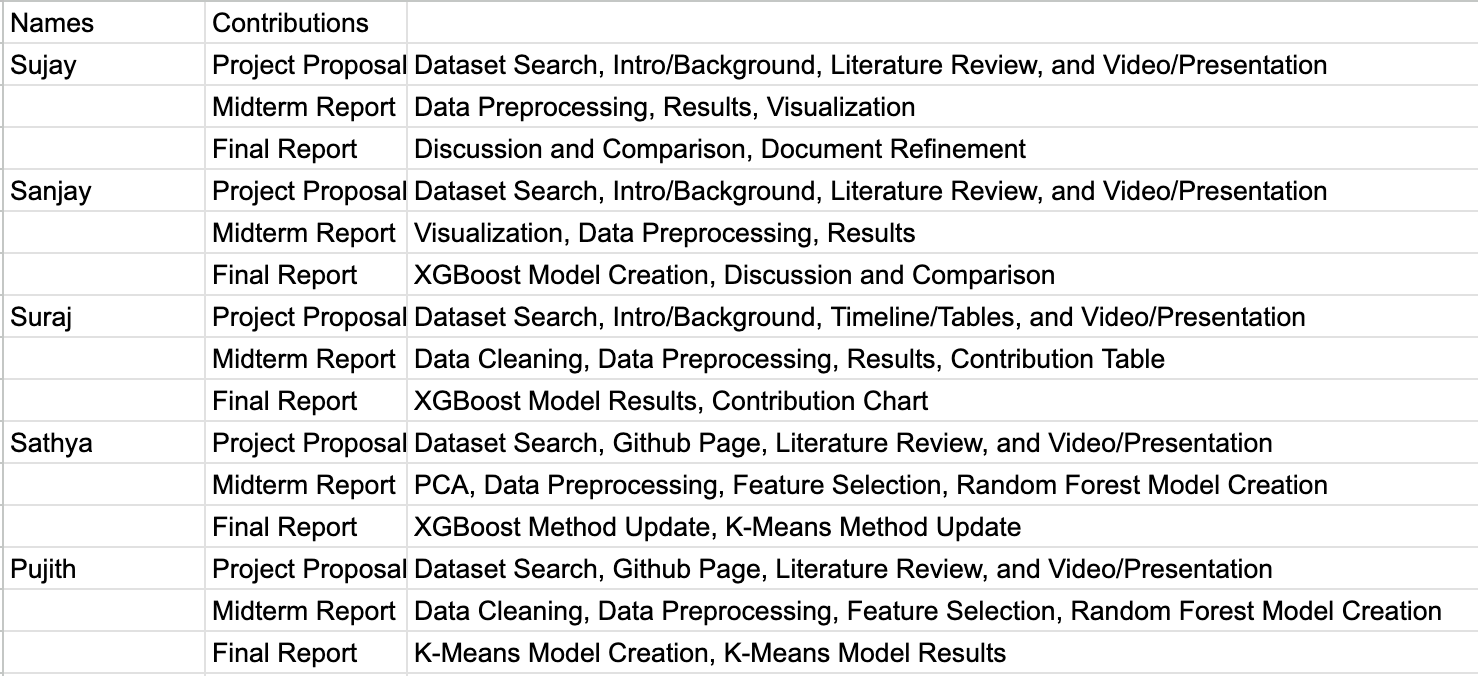 Names Contributions
Sujay Project Proposal Dataset Search, Intro/Background, Literature Review, and Video/Presentation
Midterm Report Data Preprocessing, Results, Visualization
Final Report Discussion and Comparison, Document Refinement
Sanjay Project Proposal Dataset Search, Intro/Background, Literature Review, and Video/Presentation
Midterm Report Visualization, Data Preprocessing, Results
Final Report XGBoost Model Creation, Discussion and Comparison
Suraj Project Proposal Dataset Search, Intro/Background, Timeline/Tables, and Video/Presentation
Midterm Report Data Cleaning, Data Preprocessing, Results, Contribution Table
Final Report XGBoost Model Results, Contribution Chart
Sathya Project Proposal Dataset Search, Github Page, Literature Review, and Video/Presentation
Midterm Report PCA, Data Preprocessing, Feature Selection, Random Forest Model Creation
Final Report XGBoost Method Update, K-Means Method Update
Pujith Project Proposal Dataset Search, Github Page, Literature Review, and Video/Presentation
Midterm Report Data Cleaning, Data Preprocessing, Feature Selection, Random Forest Model Creation
Final Report K-Means Model Creation, K-Means Model Results